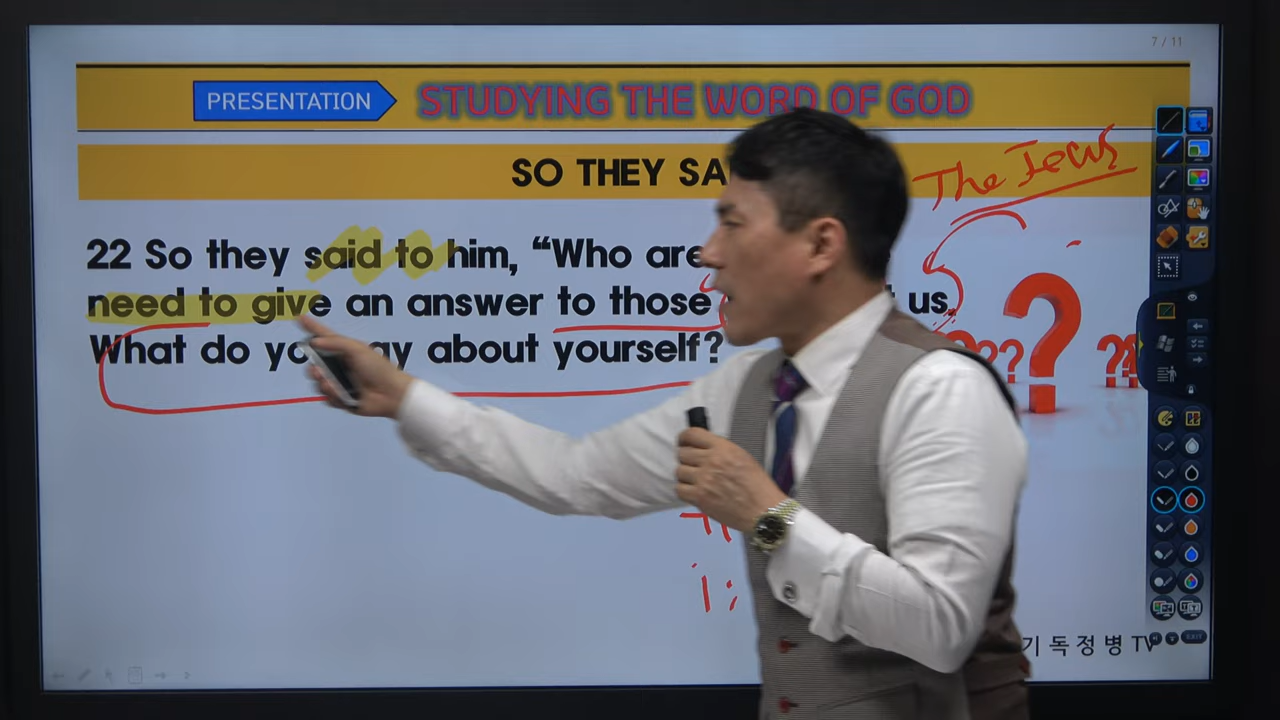 7 / 11
PRESENTATION STUDYING THE WORD OF GOD
SO THEY SA
The Jews
22 So they said to him, “Who are
need to give an answer to those us.
What do yo ay about yourself?
기독정병 TV
EXIT